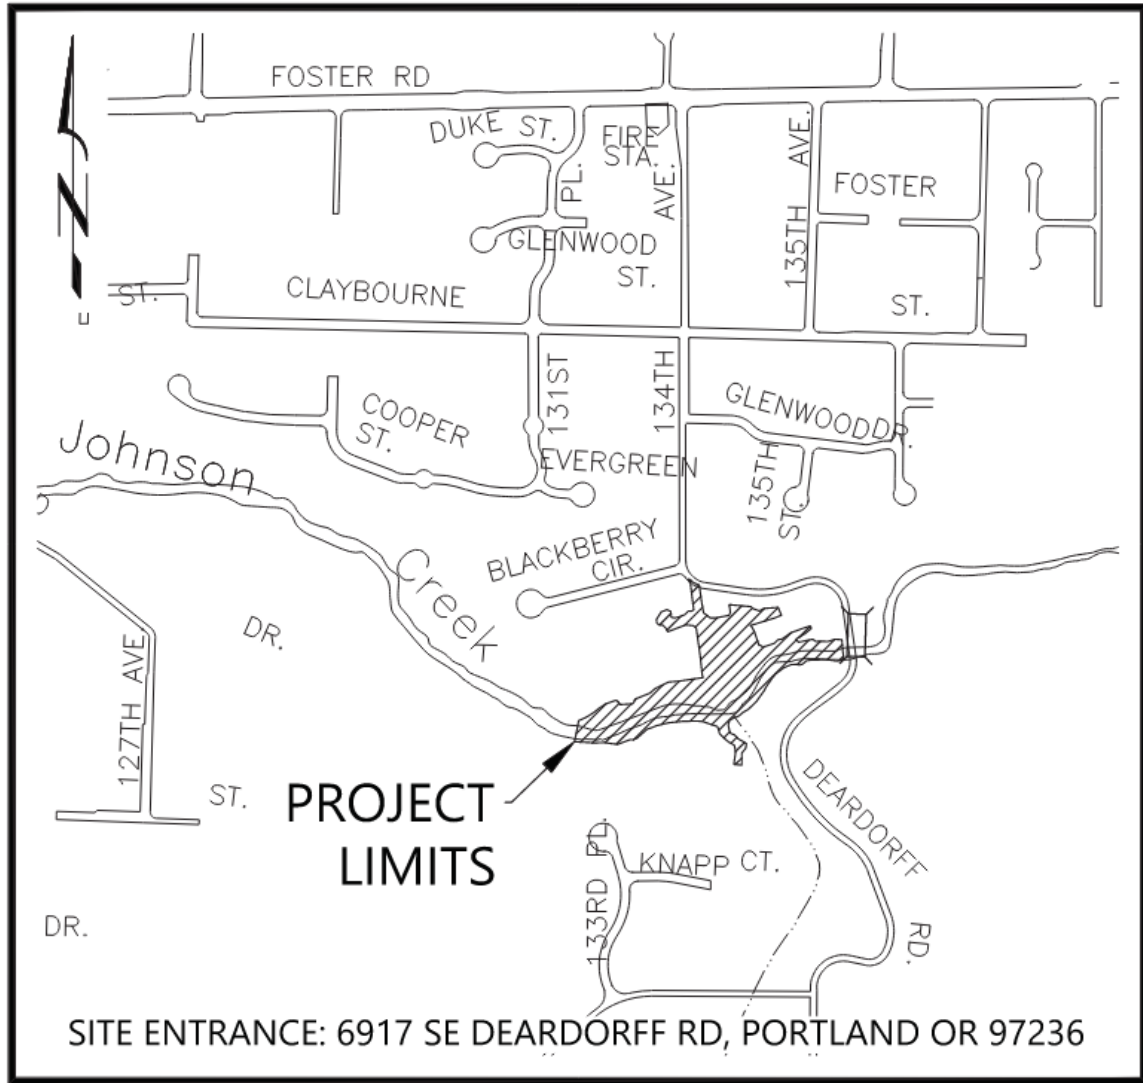 FOSTER RD
DUKE ST.
FIRE
STA.
PL.
AVE.
135TH AVE.
FOSTER
GLENWOOD
ST.
ST.
CLAYBOURNE
ST.
131ST
134TH
COOPER
ST.
GLENWOOD DR.
EVERGREEN
135TH
ST.
Johnson
Creek
BLACKBERRY
CIR.
DR.
127TH AVE
ST.
PROJECT
LIMITS
DEARDORFF
RD.
133RD PL.
KNAPP CT.
DR.
SITE ENTRANCE: 6917 SE DEARDORFF RD, PORTLAND OR 97236